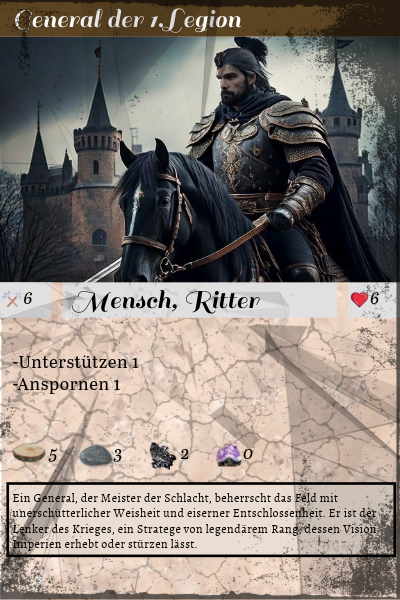 General der 1.Legion
6
Mensch, Ritter
6
-Unterstützen 1
-Anspornen 1
5
3
2
0
Ein General, der Meister der Schlacht, beherrscht das Feld mit
unerschütterlicher Weisheit und eiserner Entschlossenheit. Er ist der
Lenker des Krieges, ein Stratege von legendärem Rang, dessen Vision
Imperien erhebt oder stürzen lässt.